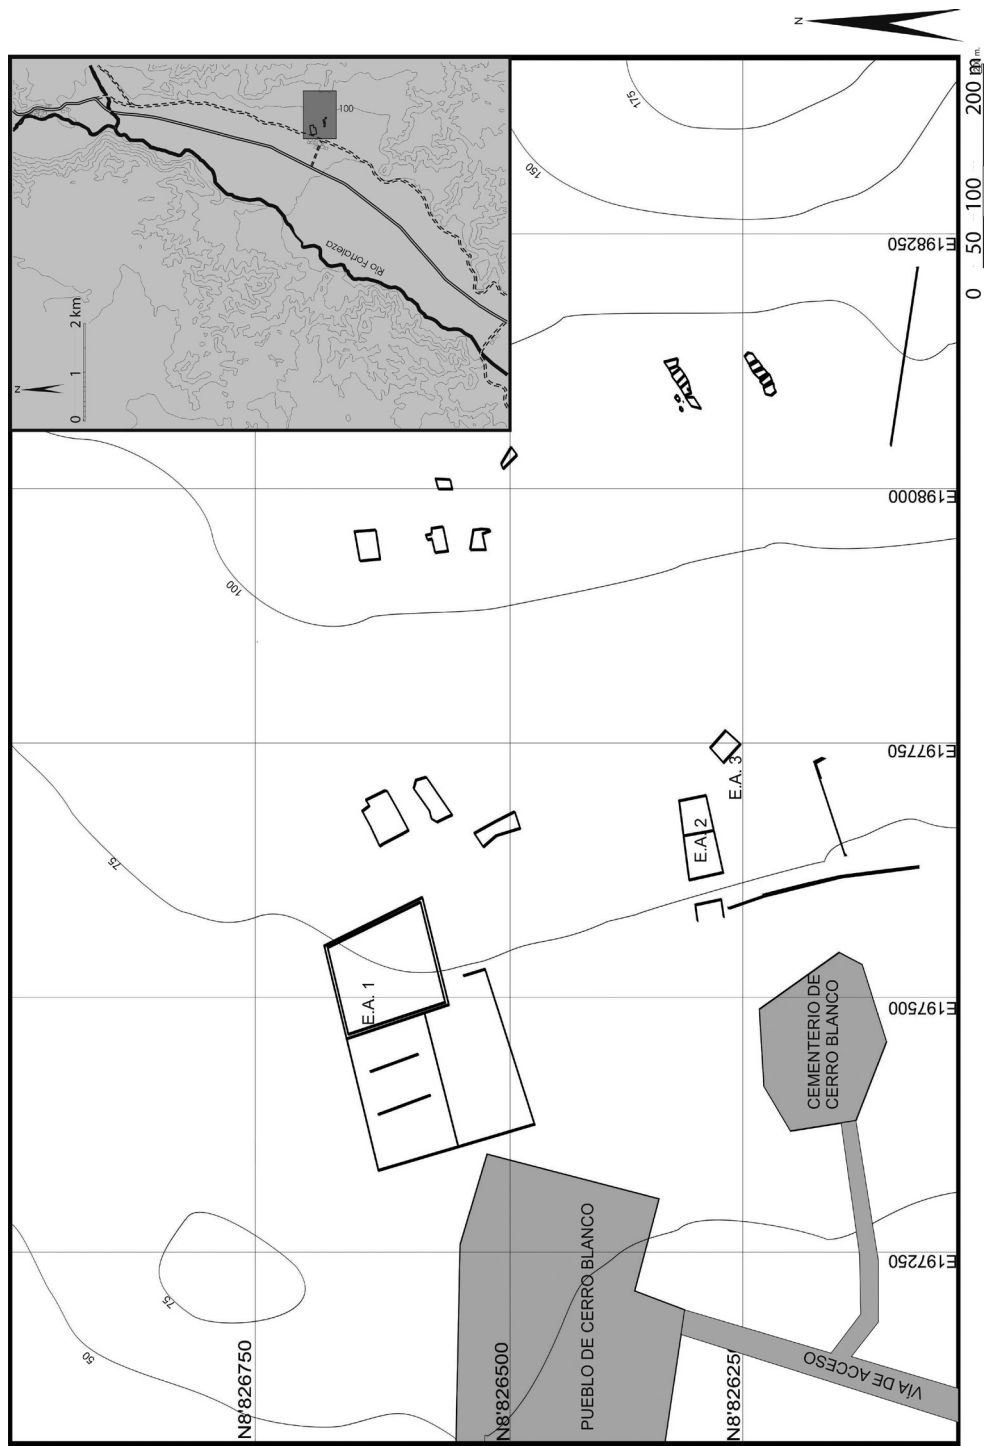 N
200 m
100
50
0
N
0
1
2 km
Río Fortaleza
100
175
150
E198250
E198000
100
E197750
E.A. 3
E.A. 2
75
E.A. 1
E197500
CEMENTERIO DE
CERRO BLANCO
E197250
75
50
PUEBLO DE CERRO BLANCO
VÍA DE ACCESO
N8'826750
N8'826500
N8'82625